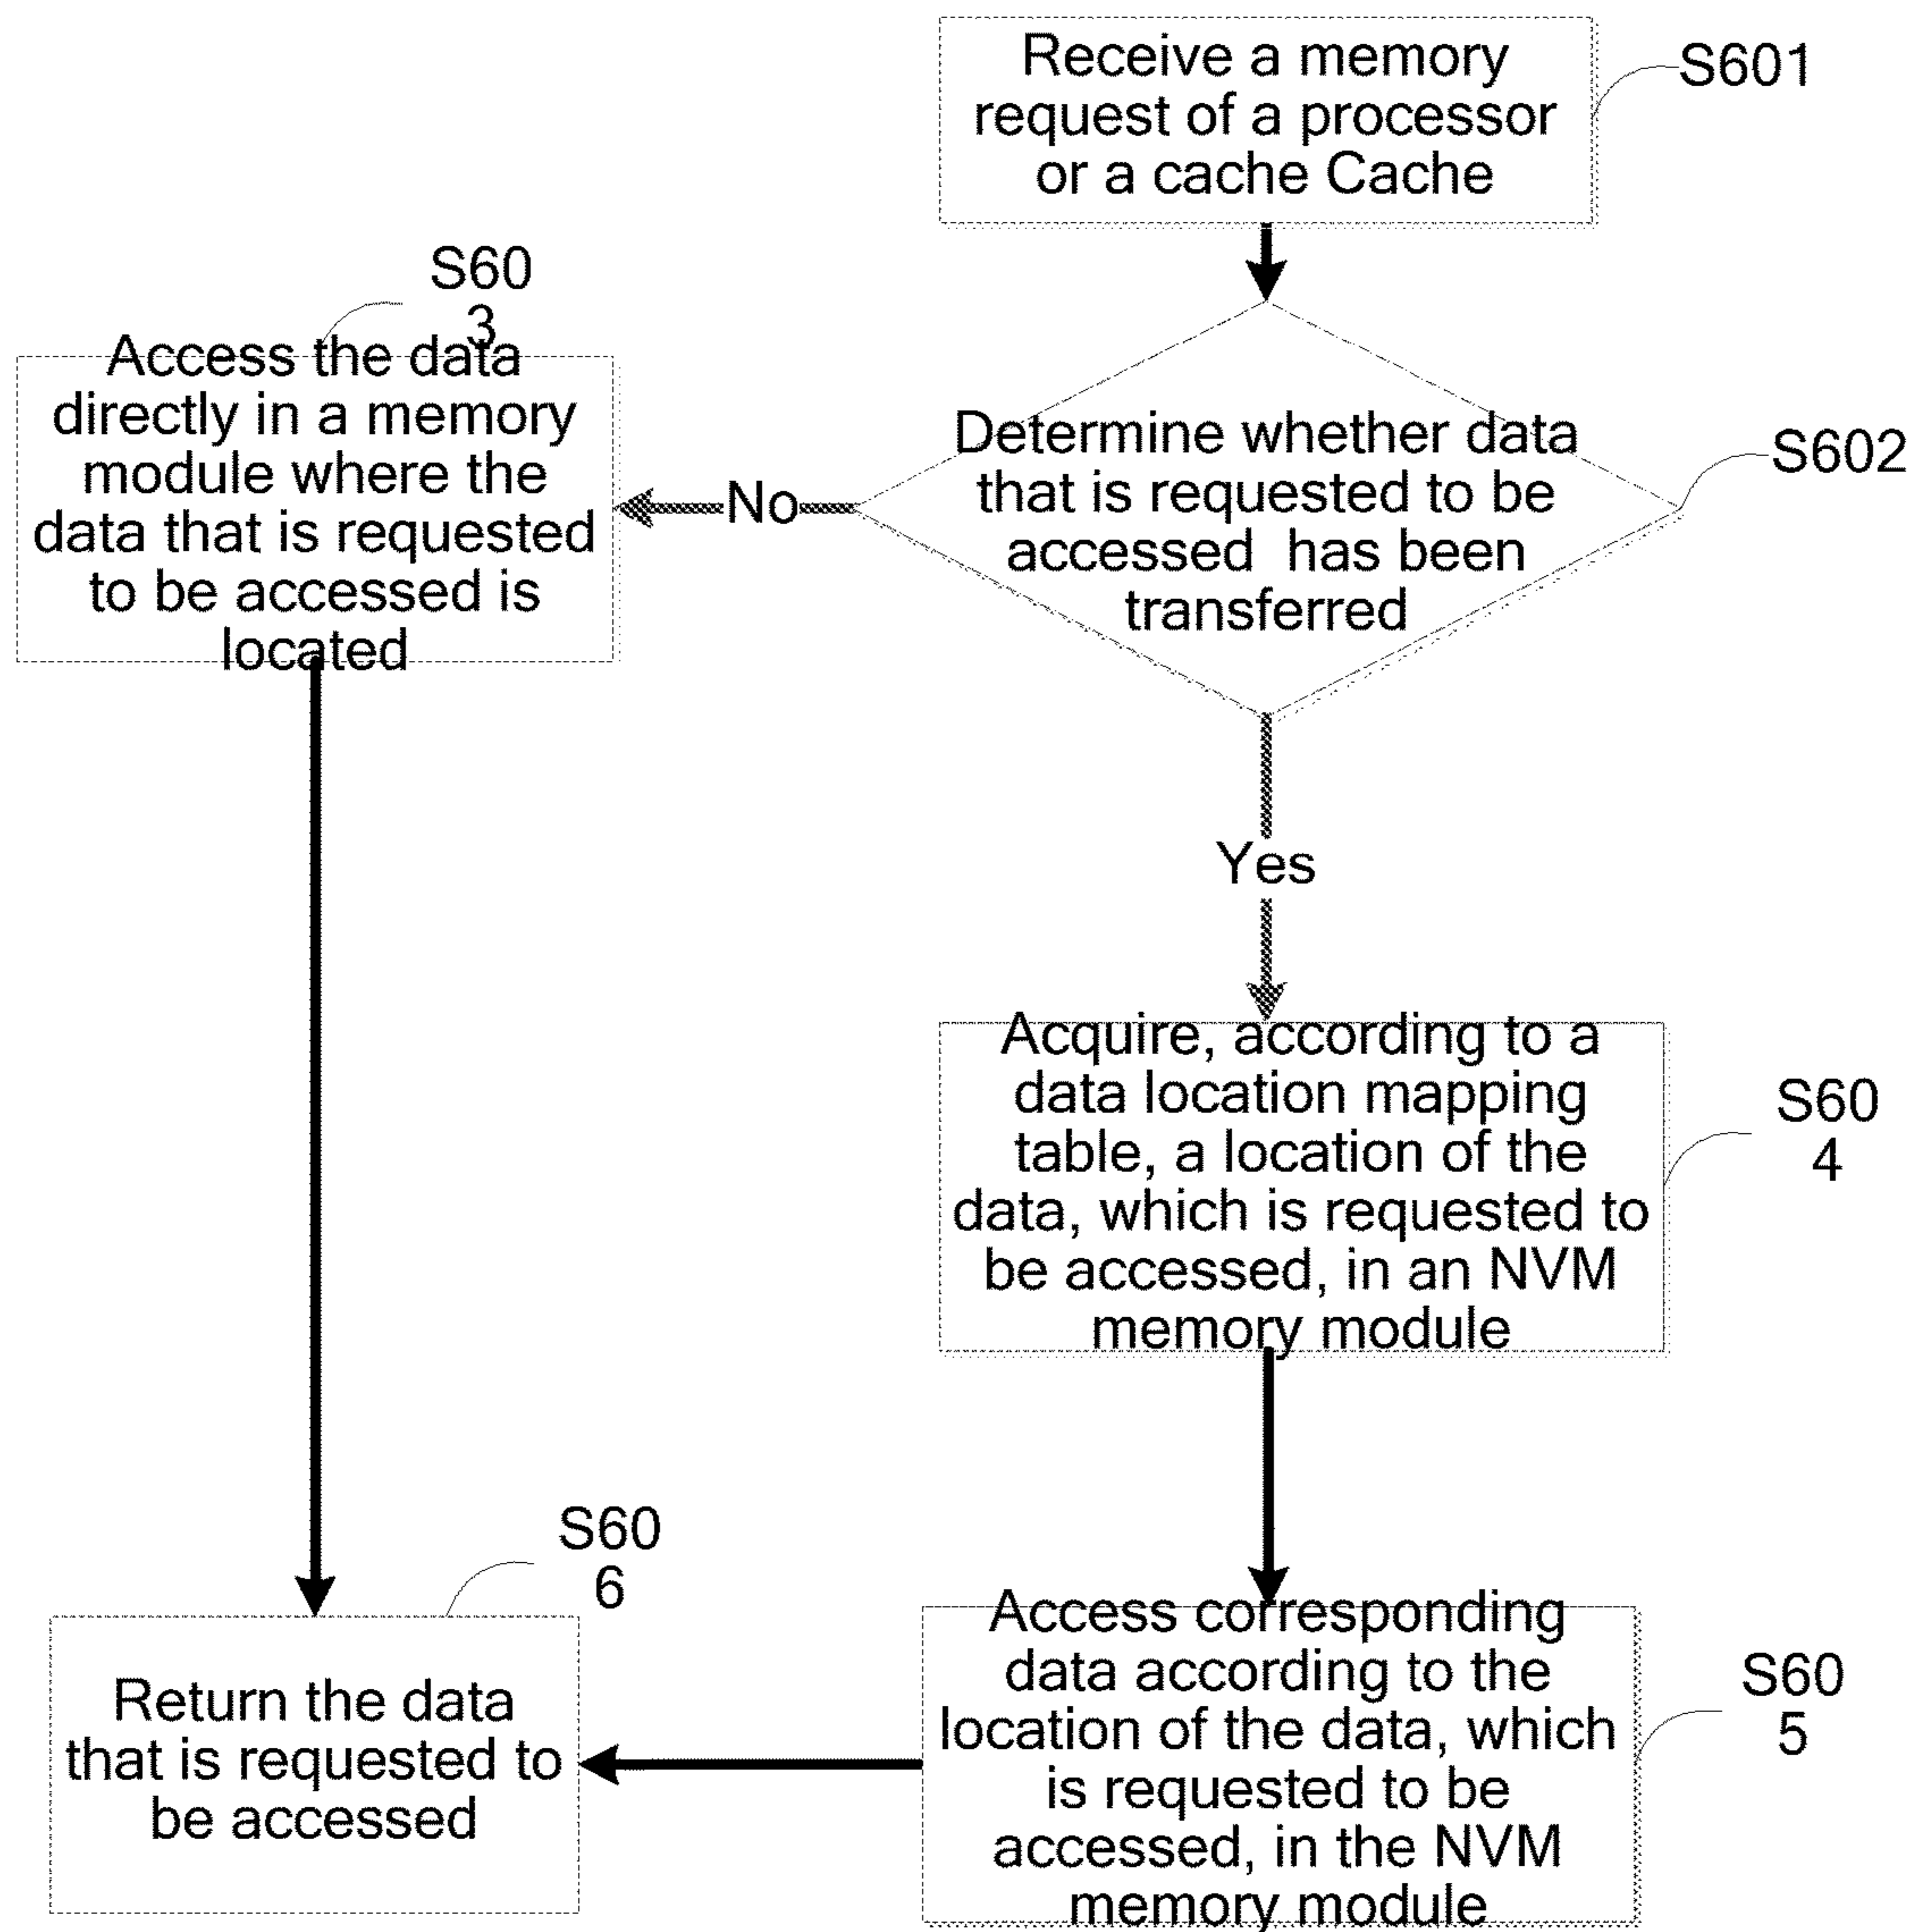 Receive a memory
request of a processor
or a cache Cache
S601
S60
3
Access the data
directly in a memory
module where the
data that is requested
to be accessed is
located
Determine whether data
that is requested to be
accessed has been
transferred
S602
No
Yes
Acquire, according to a
data location mapping
table, a location of the
data, which is requested to
be accessed, in an NVM
memory module
S60
4
S60
6
Return the data
that is requested to
be accessed
Access corresponding
data according to the
location of the data, which
is requested to be
accessed, in the NVM
memory module
S60
5